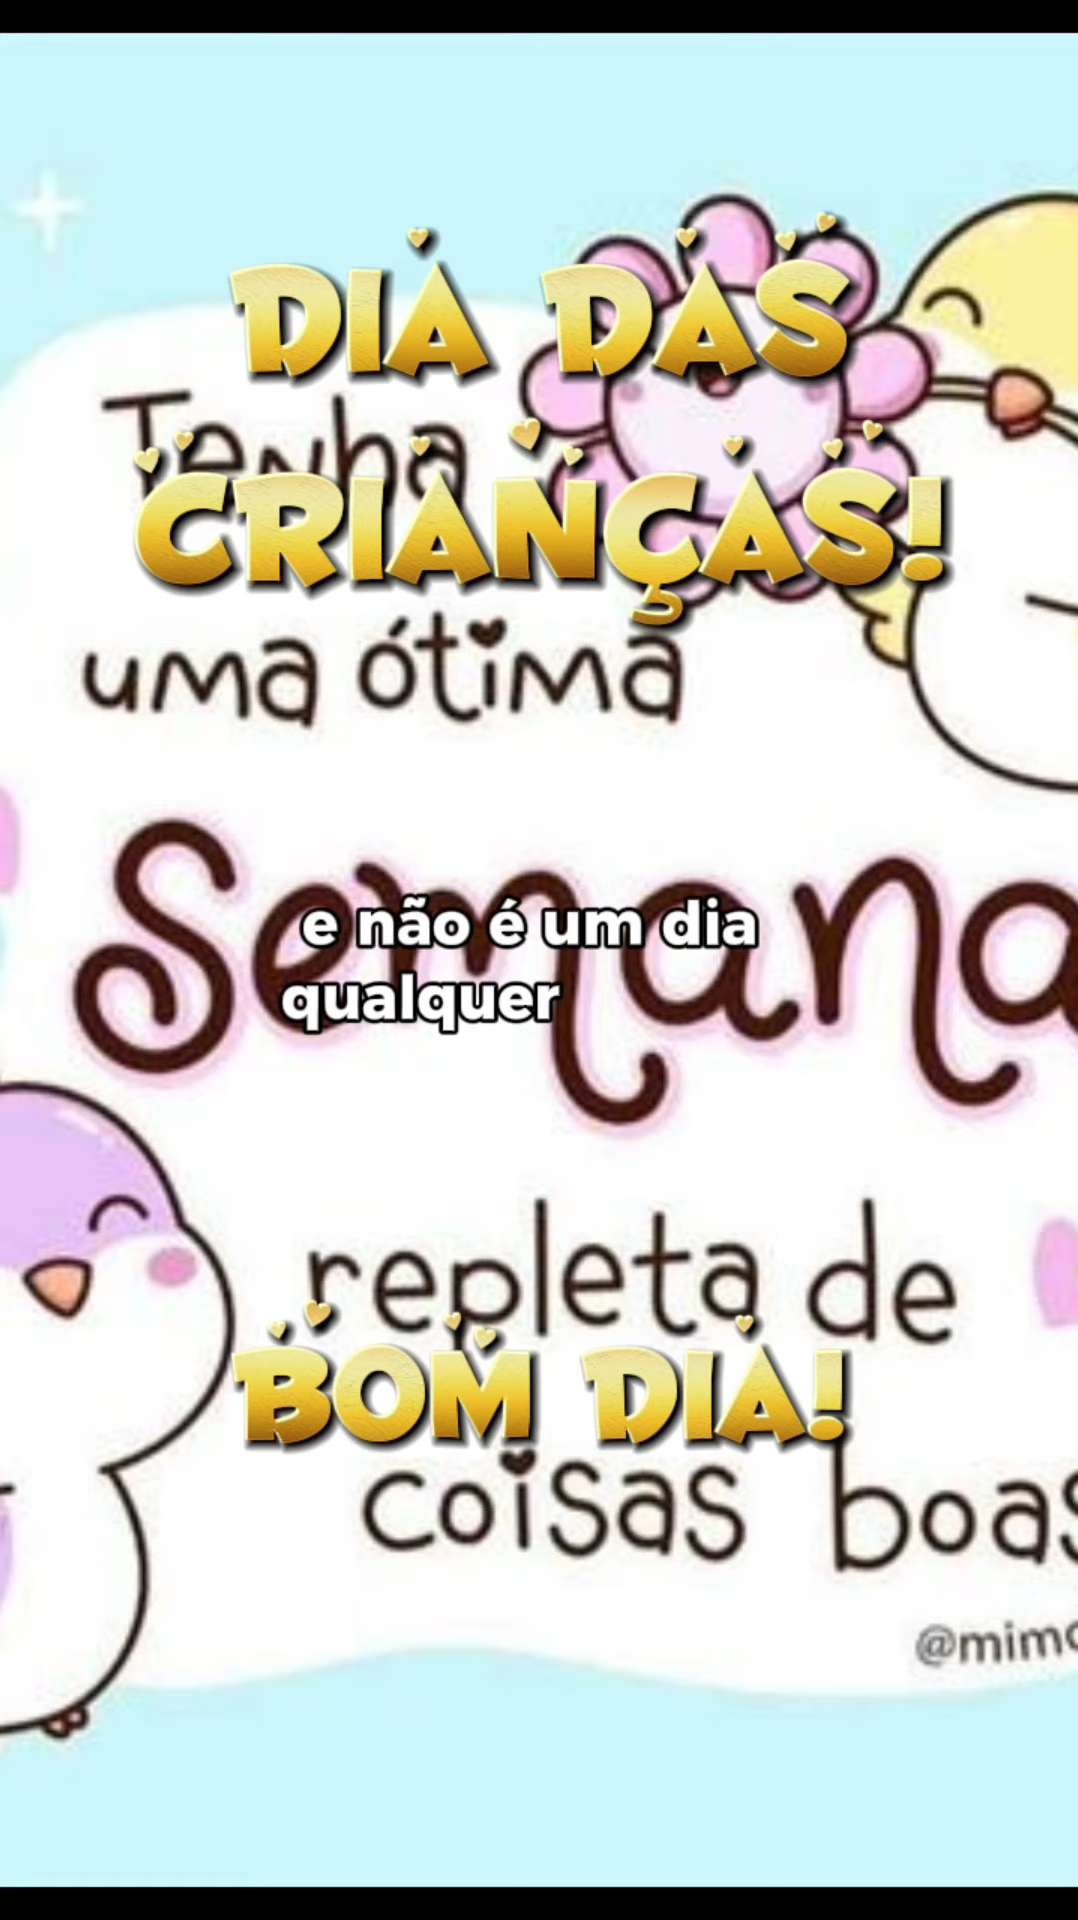 DIA DAS
Tenha
CRIANÇAS!
uma ótima
Semana
e não é um dia
qualquer
repleta de
BOM DIA!
coisas boas